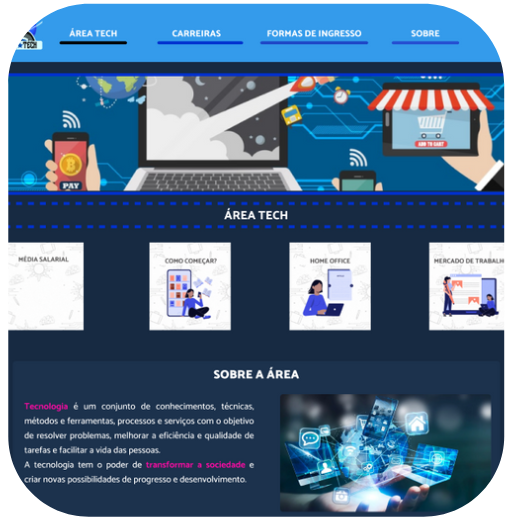 TECH
ÁREA TECH
CARREIRAS
FORMAS DE INGRESSO
SOBRE
PAY
ADD TO CART
ÁREA TECH
MÉDIA SALARIAL
COMO COMEÇAR?
HOME OFFICE
MERCADO DE TRABALH
SOBRE A ÁREA
Tecnologia é um conjunto de conhecimentos, técnicas,
métodos e ferramentas, processos e serviços com o objetivo
de resolver problemas, melhorar a eficiência e qualidade de
tarefas e facilitar a vida das pessoas.
A tecnologia tem o poder de transformar a sociedade e
criar novas possibilidades de progresso e desenvolvimento.